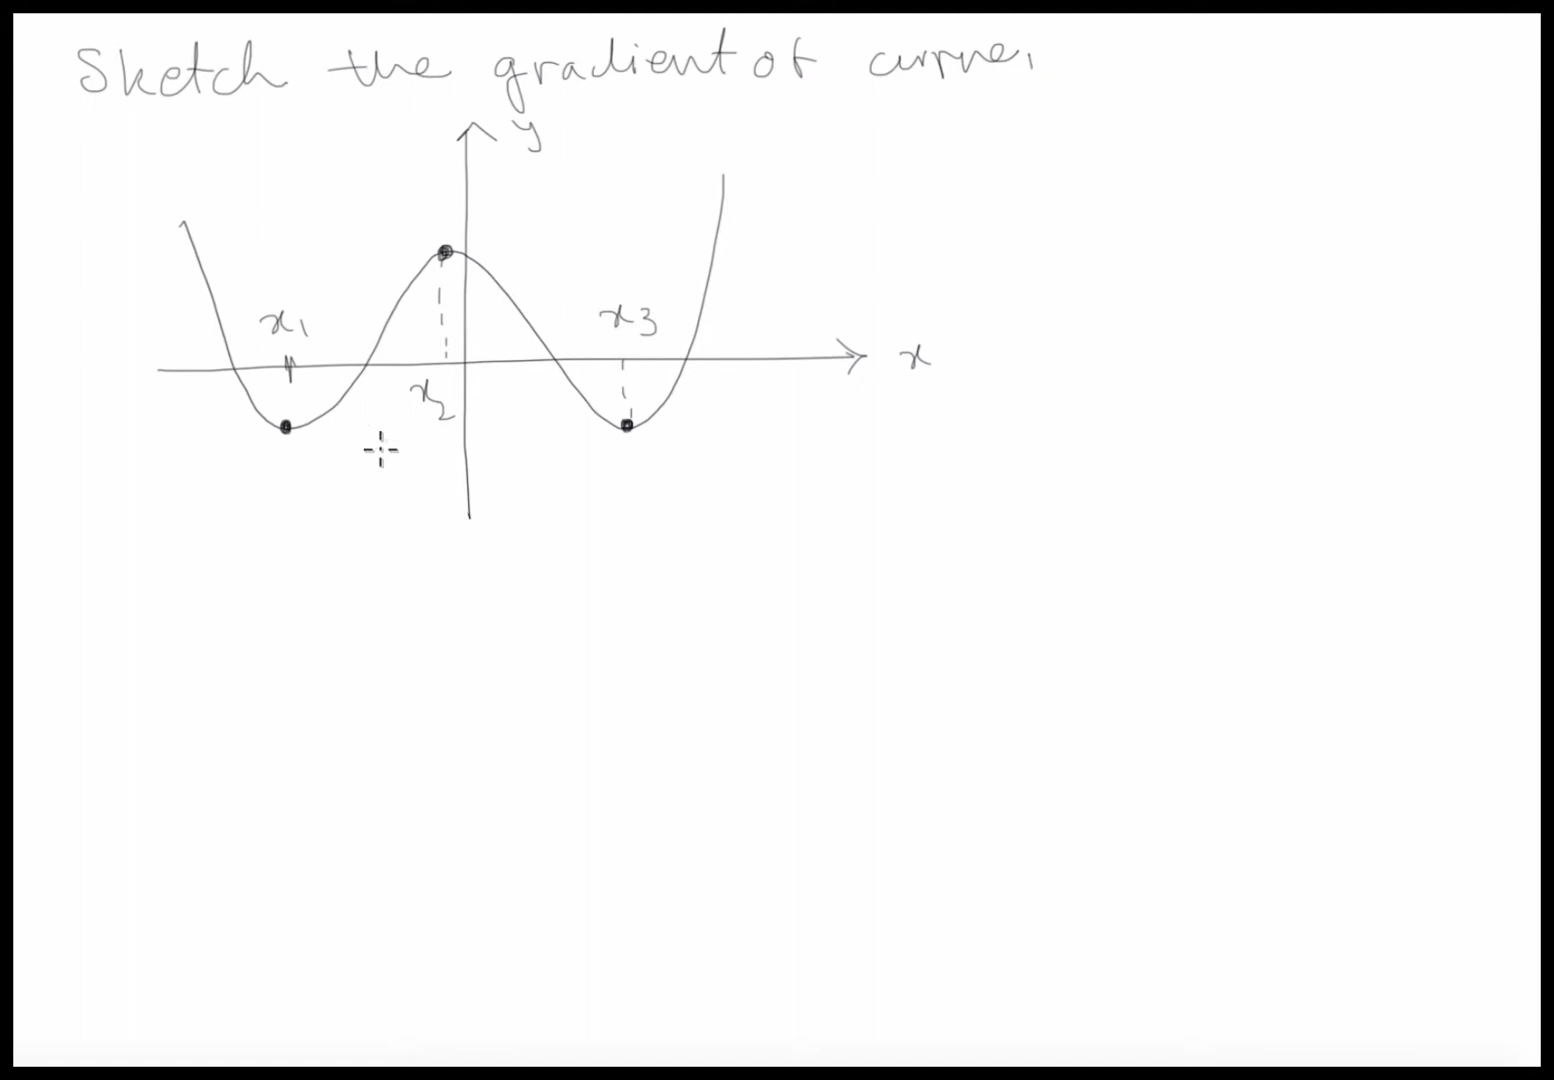 Sketch the gradient of curve.
y
x₁
x₃
x
x₂